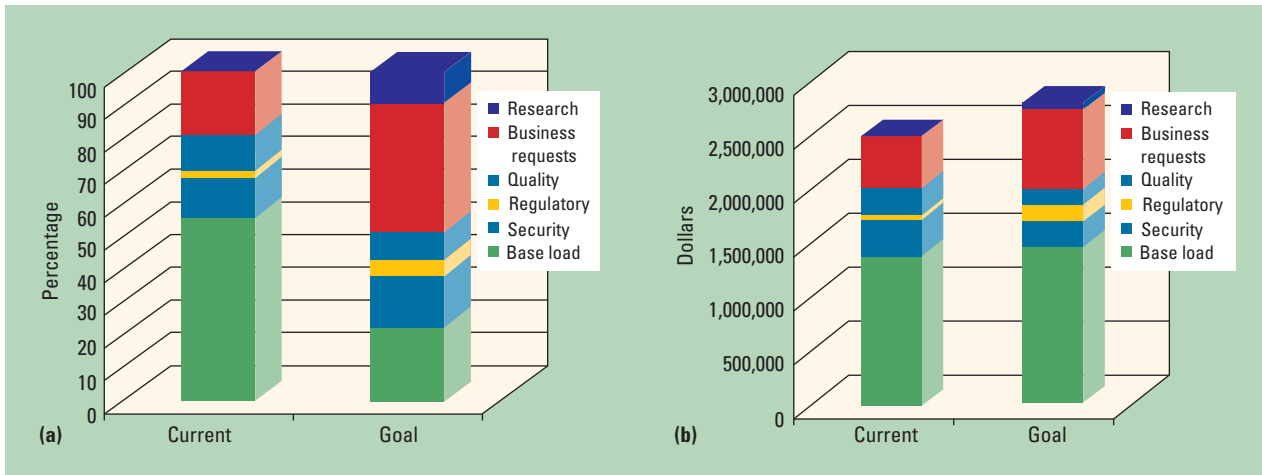 100
90
80
70
60
50
40
30
20
10
0
Percentage
Current
Goal
(a)
Research
Business
requests
Quality
Regulatory
Security
Base load
3,000,000
2,500,000
2,000,000
1,500,000
1,000,000
500,000
0
Dollars
Current
Goal
(b)
Research
Business
requests
Quality
Regulatory
Security
Base load